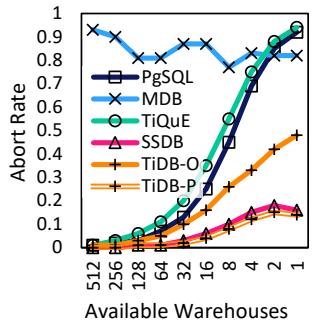 Abort Rate
1
0.9
0.8
0.7
0.6
0.5
0.4
0.3
0.2
0.1
0
PgSQL
MDB
TiQuE
SSDB
TiDB-O
TiDB-P
512 256 128 64 32 16 8 4 2 1
Available Warehouses